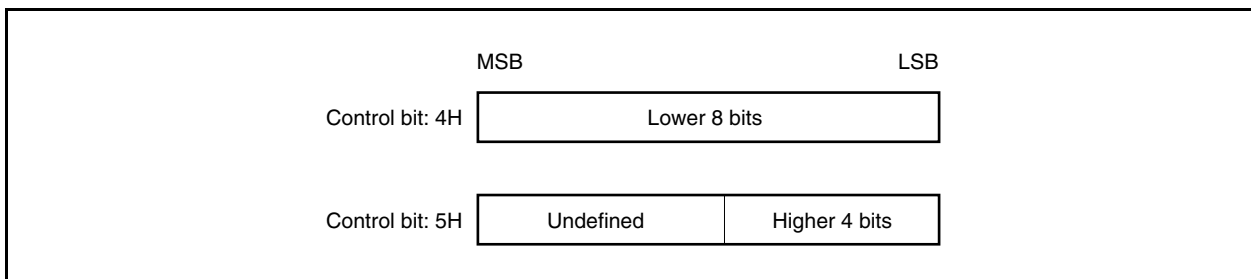 MSB LSB
Control bit: 4H Lower 8 bits
Control bit: 5H Undefined Higher 4 bits